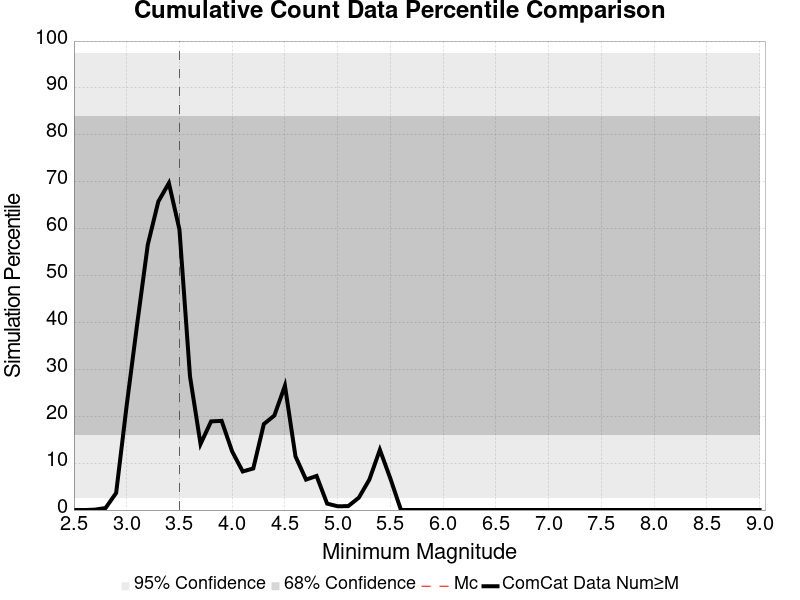 Cumulative Count Data Percentile Comparison
100
90
80
70
60
50
40
30
20
10
0
Simulation Percentile
2.5 3.0 3.5 4.0 4.5 5.0 5.5 6.0 6.5 7.0 7.5 8.0 8.5 9.0
Minimum Magnitude
95% Confidence 68% Confidence Mc ComCat Data Num≥M